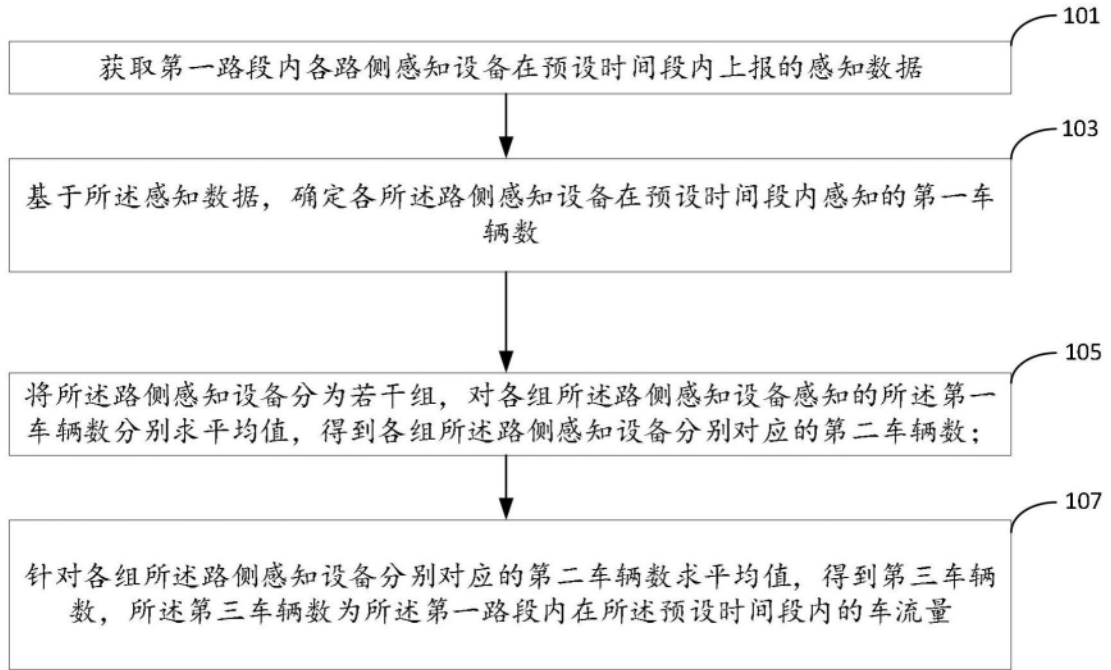 101
获取第一路段内各路侧感知设备在预设时间段内上报的感知数据
103
基于所述感知数据，确定各所述路侧感知设备在预设时间段内感知的第一车
辆数
105
将所述路侧感知设备分为若干组，对各组所述路侧感知设备感知的所述第一
车辆数分别求平均值，得到各组所述路侧感知设备分别对应的第二车辆数；
107
针对各组所述路侧感知设备分别对应的第二车辆数求平均值，得到第三车辆
数，所述第三车辆数为所述第一路段内在所述预设时间段内的车流量